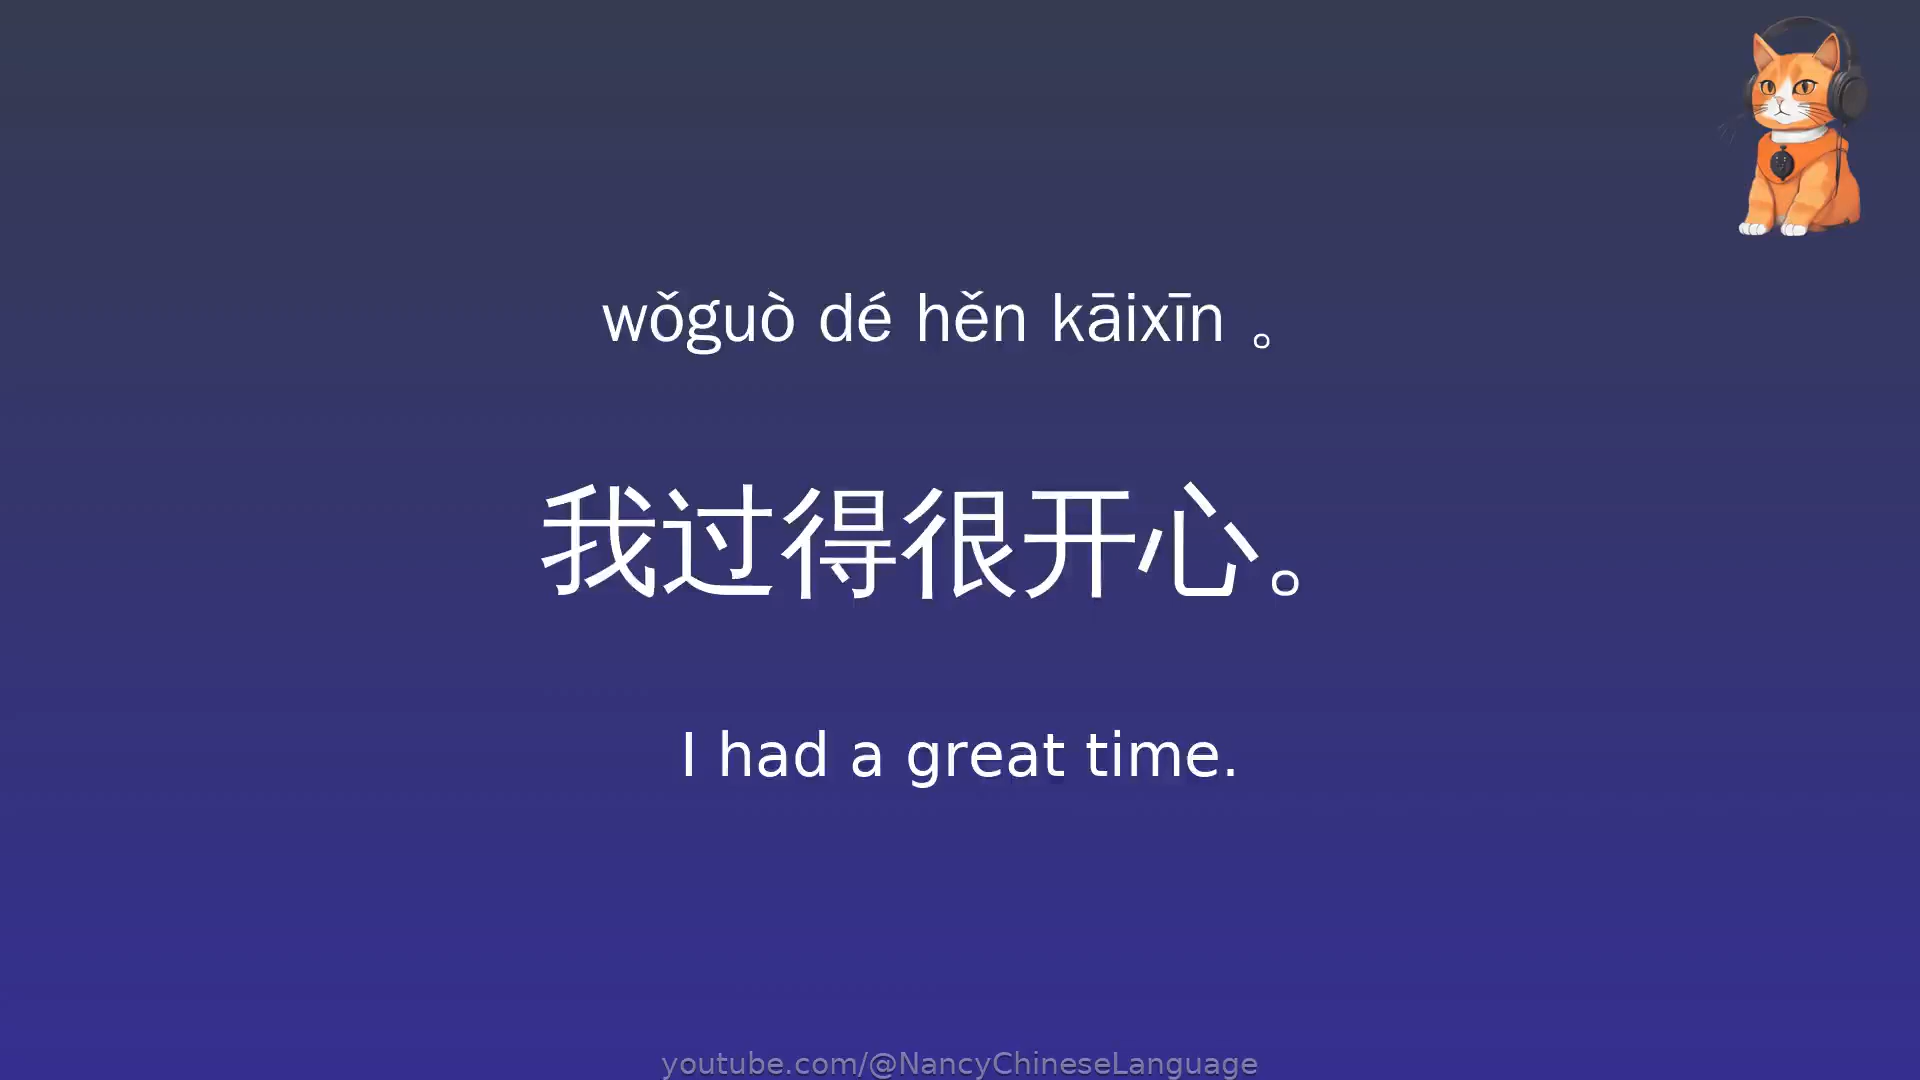 wǒguò dé hěn kāixīn 。
我过得很开心。
I had a great time.
youtube.com/@NancyChineseLanguage